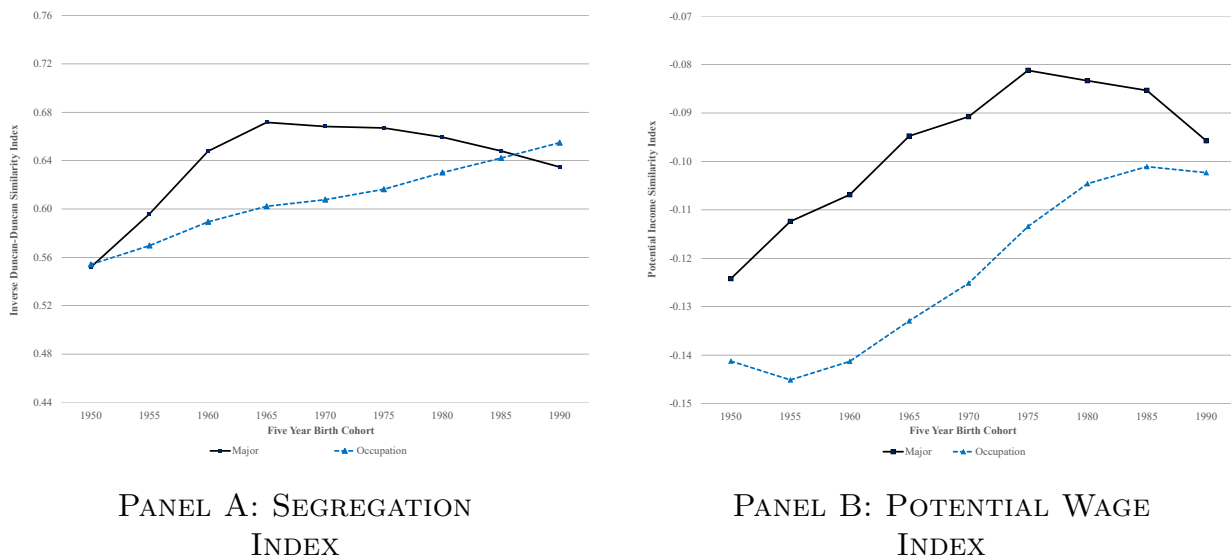 0.76
0.72
0.68
0.64
0.60
0.56
0.52
0.48
0.44
Inverse Duncan-Duncan Similarity Index
1950 1955 1960 1965 1970 1975 1980 1985 1990
Five Year Birth Cohort
Major Occupation
PANEL A: SEGREGATION
INDEX
-0.07
-0.08
-0.09
-0.10
-0.11
-0.12
-0.13
-0.14
-0.15
Potential Income Similarity Index
1950 1955 1960 1965 1970 1975 1980 1985 1990
Five Year Birth Cohort
Major Occupation
PANEL B: POTENTIAL WAGE
INDEX